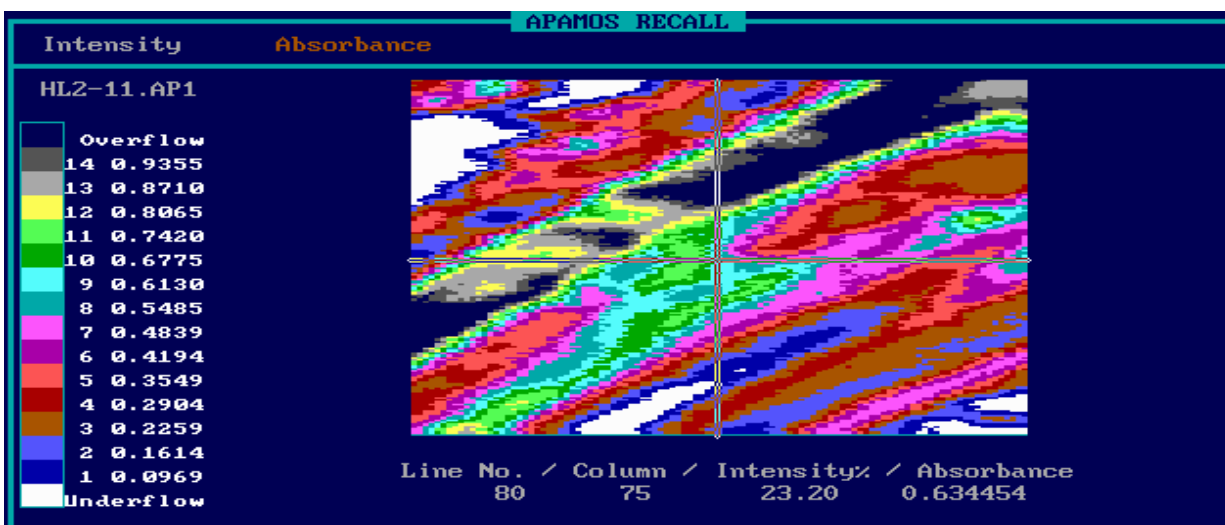 APAMOS RECALL
Intensity Absorbance
HL2-11.AP1
Overflow
14 0.9355
13 0.8710
12 0.8065
11 0.7420
10 0.6775
9 0.6130
8 0.5485
7 0.4839
6 0.4194
5 0.3549
4 0.2904
3 0.2259
2 0.1614
1 0.0969
Underflow
Line No. / Column / Intensity% / Absorbance
80 75 23.20 0.634454